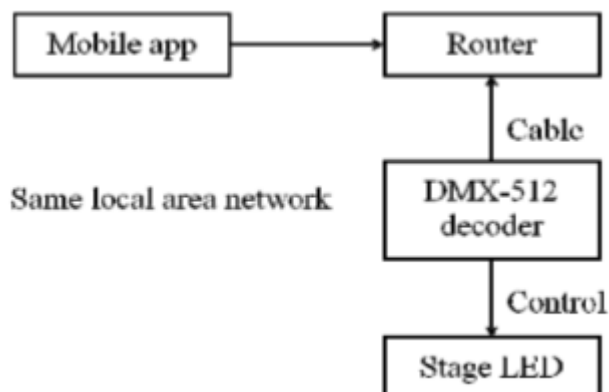 Mobile app
Router
Cable
Same local area network
DMX-512
decoder
Control
Stage LED